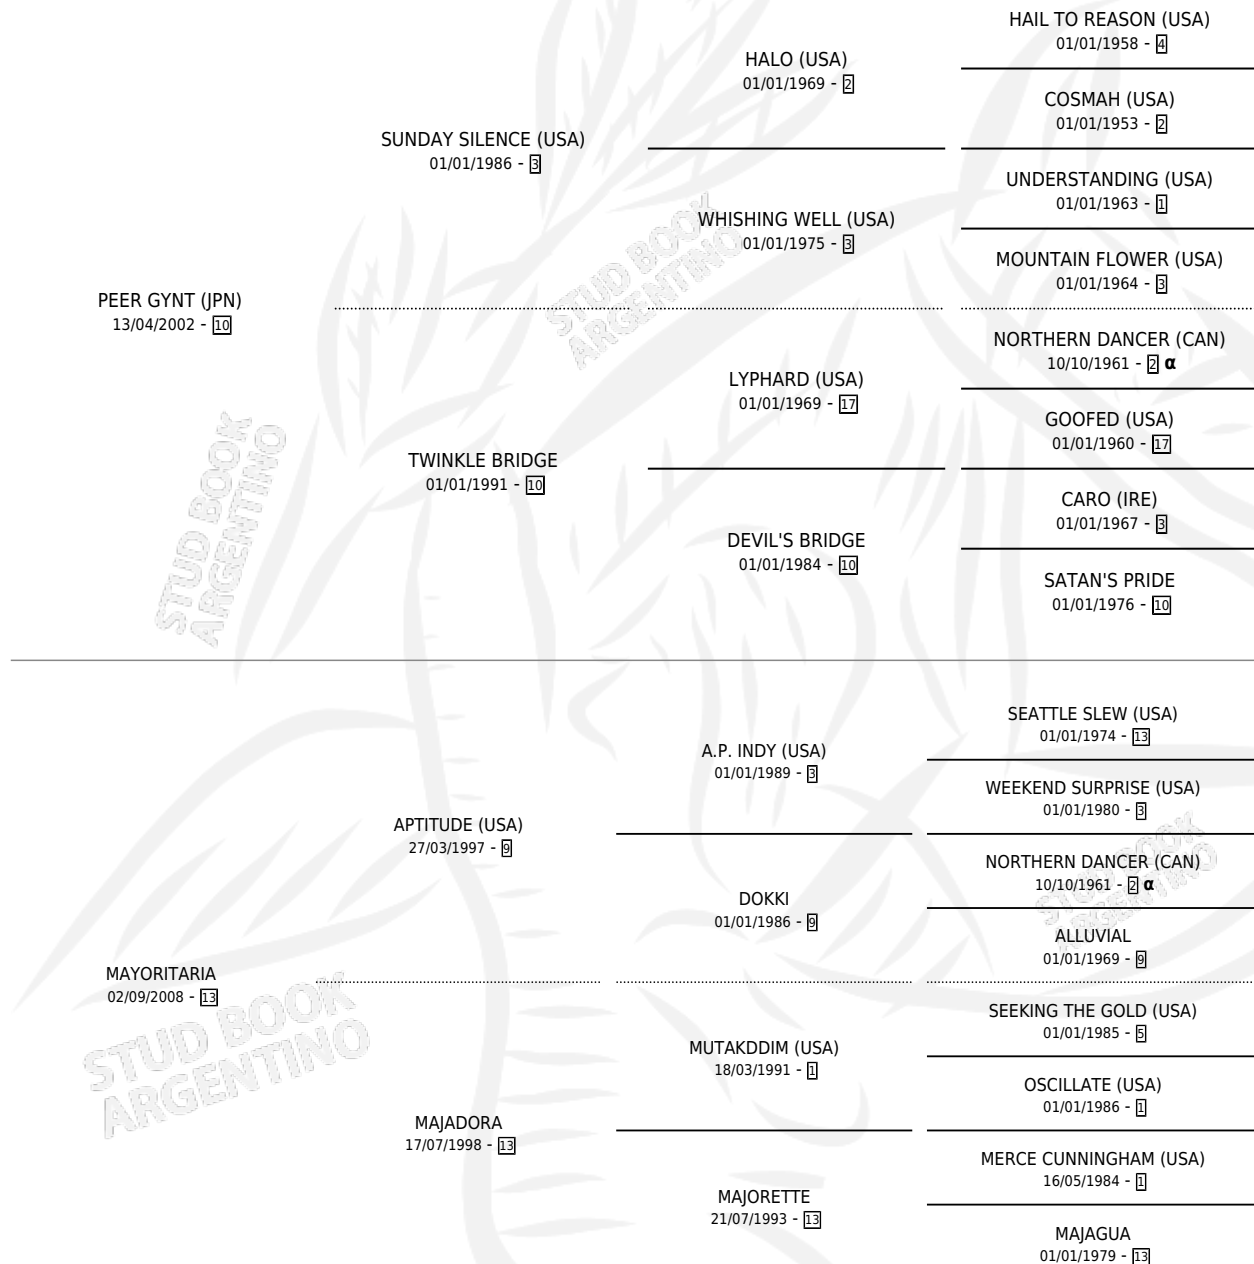 HAIL TO REASON (USA)
01/01/1958 - 4
HALO (USA)
01/01/1969 - 2
COSMAH (USA)
01/01/1953 - 2
SUNDAY SILENCE (USA)
01/01/1986 - 3
UNDERSTANDING (USA)
01/01/1963 - 1
WHISHING WELL (USA)
01/01/1975 - 3
MOUNTAIN FLOWER (USA)
01/01/1964 - 3
PEER GYNT (JPN)
13/04/2002 - 10
NORTHERN DANCER (CAN)
10/10/1961 - 2 α
LYPHARD (USA)
01/01/1969 - 17
GOOFED (USA)
01/01/1960 - 17
TWINKLE BRIDGE
01/01/1991 - 10
CARO (IRE)
01/01/1967 - 3
DEVIL'S BRIDGE
01/01/1984 - 10
SATAN'S PRIDE
01/01/1976 - 10
SEATTLE SLEW (USA)
01/01/1974 - 13
A.P. INDY (USA)
01/01/1989 - 3
WEEKEND SURPRISE (USA)
01/01/1980 - 3
APTITUDE (USA)
27/03/1997 - 9
NORTHERN DANCER (CAN)
10/10/1961 - 2 α
DOKKI
01/01/1986 - 9
ALLUVIAL
01/01/1969 - 9
MAYORITARIA
02/09/2008 - 13
SEEKING THE GOLD (USA)
01/01/1985 - 5
MUTAKDDIM (USA)
18/03/1991 - 1
OSCILLATE (USA)
01/01/1986 - 1
MAJADORA
17/07/1998 - 13
MERCE CUNNINGHAM (USA)
16/05/1984 - 1
MAJORETTE
21/07/1993 - 13
MAJAGUA
01/01/1979 - 13
STUD BOOK
ARGENTINO
STUD BOOK
ARGENTINO
STUD BOOK
ARGENTINO
STUD BOOK
ARGENTINO